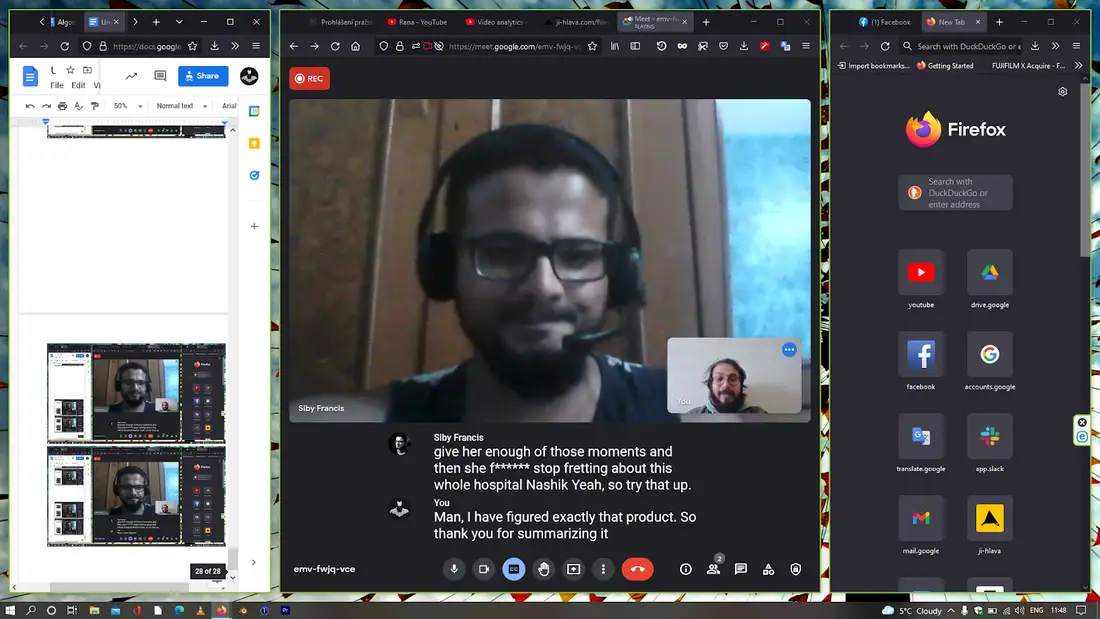 Algor
https://docs.google
Share
File Edit Vi
50%
Normal text
Arial
28 of 28
Prohlášení praž
Rana - YouTube
Video analytics -
ji-hlava.com/film
Meet - emv-fwjq
PLAYING
https://meet.google.com/emv-fwjq-vc
REC
Siby Francis
You
Siby Francis
give her enough of those moments and
then she f****** stop fretting about this
whole hospital Nashik Yeah, so try that up.
You
Man, I have figured exactly that product. So
thank you for summarizing it
emv-fwjq-vce
2
(1) Facebook
New Tab
Search with DuckDuckGo or e
Import bookmarks...
Getting Started
FUJIFILM X Acquire - F...
Firefox
Search with
DuckDuckGo or
enter address
youtube
drive.google
facebook
accounts.google
translate.google
app.slack
mail.google
ji-hlava
5°C Cloudy
ENG
11:48